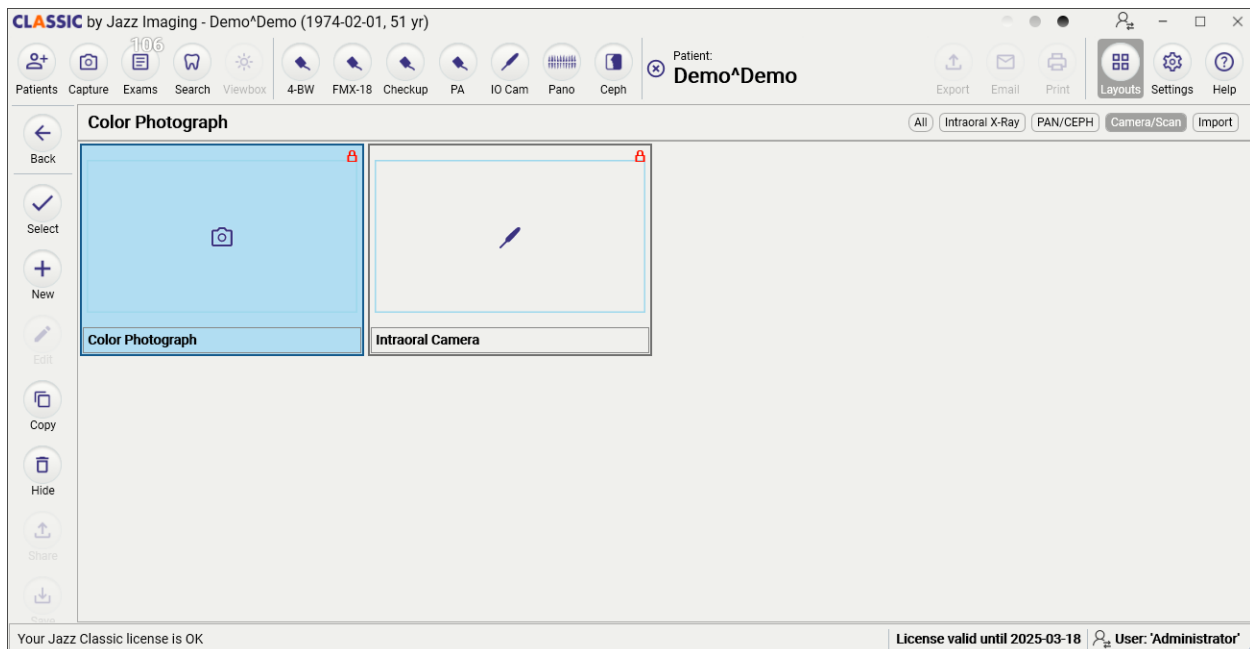 CLASSIC by Jazz Imaging - Demo^Demo (1974-02-01, 51 yr)
106
Patients Capture Exams Search Viewbox 4-BW FMX-18 Checkup PA IO Cam Pano Ceph
Patient:
Demo^Demo
Export Email Print Layouts Settings Help
Back
Color Photograph
All Intraoral X-Ray PAN/CEPH Camera/Scan Import
Select
New
Edit
Copy
Hide
Share
Save
Color Photograph
Intraoral Camera
Your Jazz Classic license is OK
License valid until 2025-03-18 User: 'Administrator'